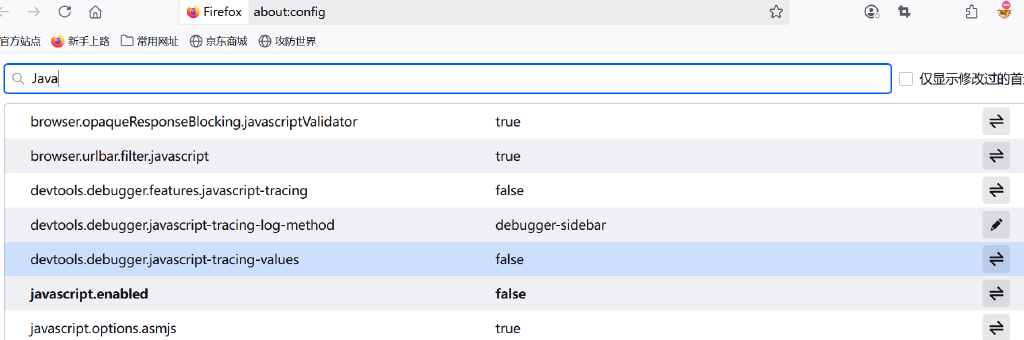 Firefox about:config
官方站点 新手上路 常用网址 京东商城 攻防世界
Java 仅显示修改过的首
browser.opaqueResponseBlocking.javascriptValidator true
browser.urlbar.filter.javascript true
devtools.debugger.features.javascript-tracing false
devtools.debugger.javascript-tracing-log-method debugger-sidebar
devtools.debugger.javascript-tracing-values false
javascript.enabled false
javascript.options.asmjs true